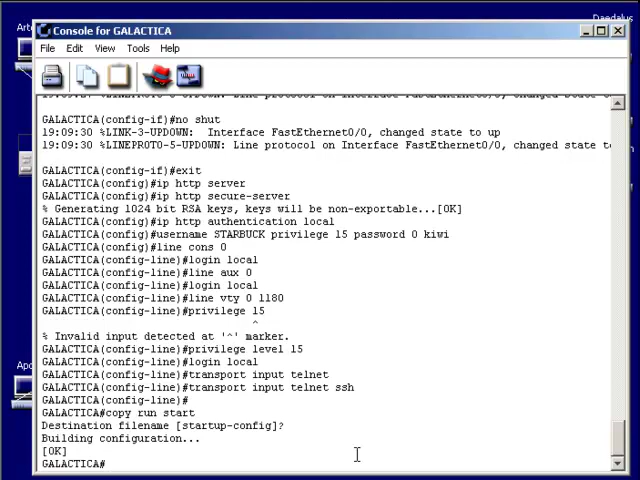 Daedalus
Console for GALACTICA
File Edit View Tools Help
GALACTICA(config-if)#no shut
19:09:30 %LINK-3-UPDOWN: Interface FastEthernet0/0, changed state to up
19:09:30 %LINEPROTO-5-UPDOWN: Line protocol on Interface FastEthernet0/0, changed state to
GALACTICA(config-if)#exit
GALACTICA(config)#ip http server
GALACTICA(config)#ip http secure-server
% Generating 1024 bit RSA keys, keys will be non-exportable...[OK]
GALACTICA(config)#ip http authentication local
GALACTICA(config)#username STARBUCK privilege 15 password 0 kiwi
GALACTICA(config)#line cons 0
GALACTICA(config-line)#login local
GALACTICA(config-line)#line aux 0
GALACTICA(config-line)#login local
GALACTICA(config-line)#line vty 0 1180
GALACTICA(config-line)#privilege 15
^
% Invalid input detected at '^' marker.
GALACTICA(config-line)#privilege level 15
GALACTICA(config-line)#login local
GALACTICA(config-line)#transport input telnet
GALACTICA(config-line)#transport input telnet ssh
GALACTICA(config-line)#
GALACTICA#copy run start
Destination filename [startup-config]?
Building configuration...
[OK]
GALACTICA#